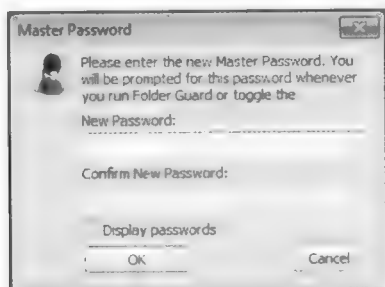 Master Password
Please enter the new Master Password. You
will be prompted for this password whenever
you run Folder Guard or toggle the
New Password:
Confirm New Password:
Display passwords
OK Cancel